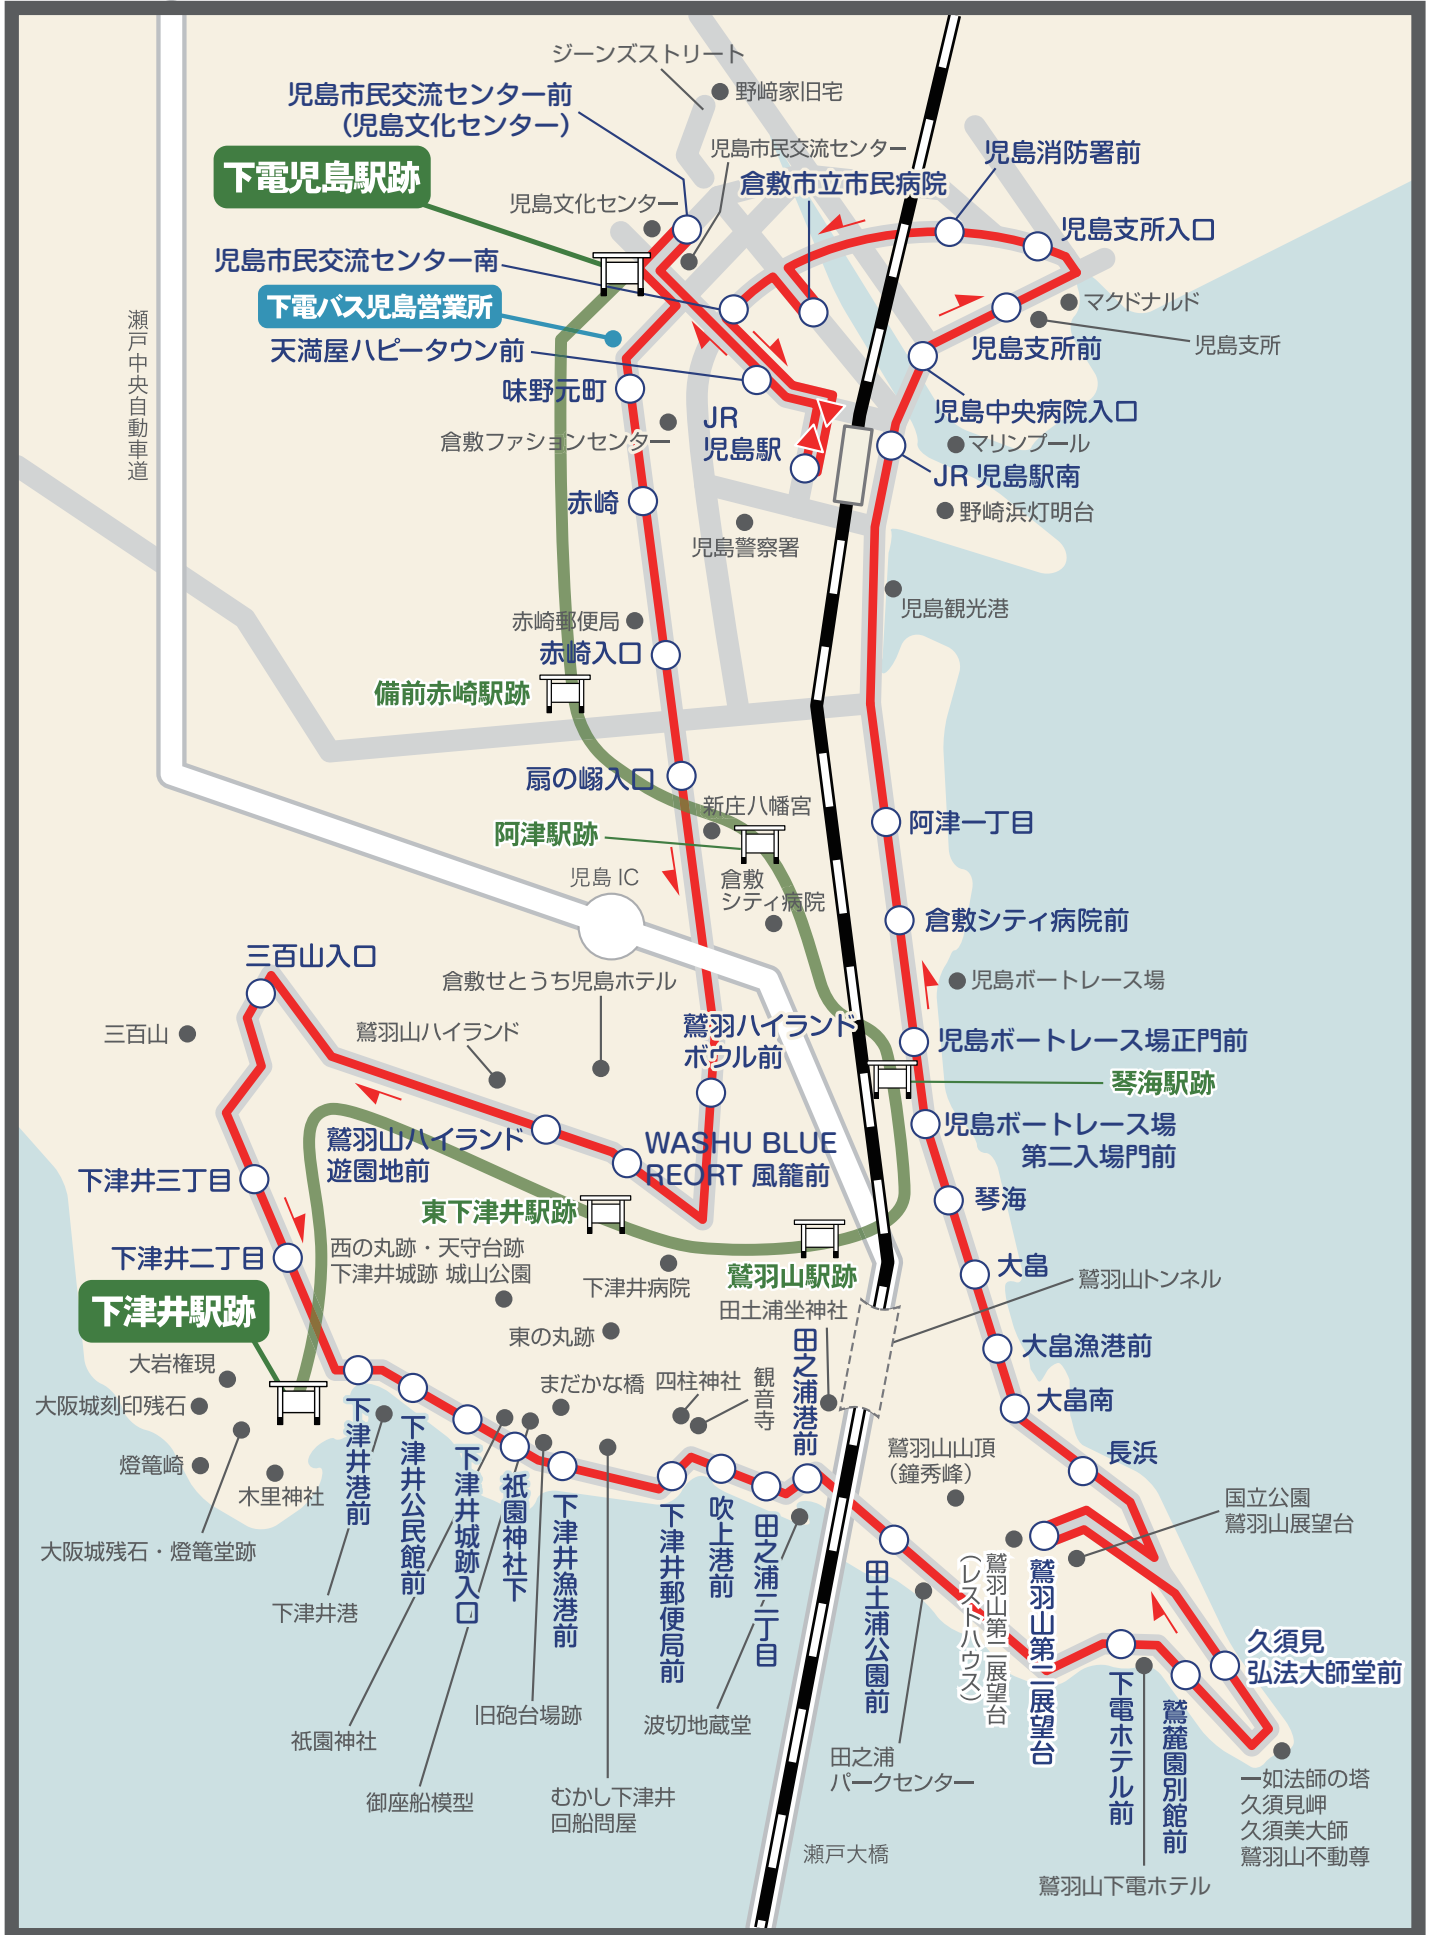 ジーンズストリート
野﨑家旧宅
児島市民交流センター前
（児島文化センター）
児島市民交流センター
児島消防署前
下電児島駅跡
倉敷市立市民病院
児島文化センター
児島支所入口
児島市民交流センター南
下電バス児島営業所
マクドナルド
瀬戸中央自動車道
天満屋ハピータウン前
児島支所前
児島支所
味野元町
児島中央病院入口
JR
児島駅
倉敷ファションセンター
マリンプール
JR 児島駅南
赤崎
野崎浜灯明台
児島警察署
児島観光港
赤崎郵便局
赤崎入口
備前赤崎駅跡
扇の嵶入口
新庄八幡宮
阿津駅跡
阿津一丁目
児島 IC
倉敷
シティ病院
倉敷シティ病院前
三百山入口
倉敷せとうち児島ホテル
児島ボートレース場
三百山
鷲羽山ハイランド
鷲羽ハイランド
ボウル前
児島ボートレース場正門前
琴海駅跡
児島ボートレース場
第二入場門前
鷲羽山ハイランド
遊園地前
WASHU BLUE
REORT 風籠前
下津井三丁目
琴海
東下津井駅跡
下津井二丁目
西の丸跡・天守台跡
下津井城跡 城山公園
下津井病院
鷲羽山駅跡
大畠
鷲羽山トンネル
下津井駅跡
田土浦坐神社
東の丸跡
田之浦港前
大畠漁港前
大岩権現
まだかな橋
四柱神社
観音寺
大阪城刻印残石
大畠南
下津井港前
下津井公民館前
下津井城跡入口
祇園神社下
下津井漁港前
燈篭崎
木里神社
鷲羽山山頂
（鐘秀峰）
長浜
下津井郵便局前
吹上港前
田之浦二丁目
国立公園
鷲羽山展望台
大阪城残石・燈篭堂跡
田土浦公園前
鷲羽山第二展望台
（レストハウス）
鷲羽山第二展望台
下津井港
久須見
弘法大師堂前
下電ホテル前
鷲麓園別館前
祇園神社
旧砲台場跡
波切地蔵堂
田之浦
パークセンター
御座船模型
むかし下津井
回船問屋
一如法師の塔
久須見岬
久須美大師
鷲羽山不動尊
瀬戸大橋
鷲羽山下電ホテル